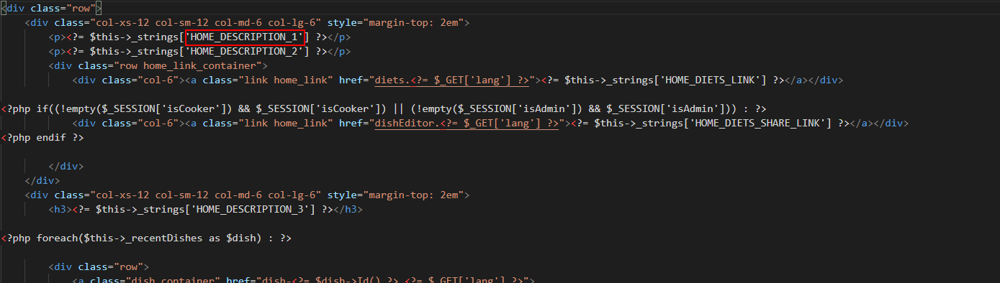 <div class="row">
<div class="col-xs-12 col-sm-12 col-md-6 col-lg-6" style="margin-top: 2em">
<p><?= $this->_strings['HOME_DESCRIPTION_1'] ?></p>
<p><?= $this->_strings['HOME_DESCRIPTION_2'] ?></p>
<div class="row home_link_container">
<div class="col-6"><a class="link home_link" href="diets.<?= $_GET['lang'] ?>"><?= $this->_strings['HOME_DIETS_LINK'] ?></a></div>
<?php if((!empty($_SESSION['isCooker']) && $_SESSION['isCooker']) || (!empty($_SESSION['isAdmin']) && $_SESSION['isAdmin'])) : ?>
<div class="col-6"><a class="link home_link" href="dishEditor.<?= $_GET['lang'] ?>"><?= $this->_strings['HOME_DIETS_SHARE_LINK'] ?></a></div>
<?php endif ?>
</div>
</div>
<div class="col-xs-12 col-sm-12 col-md-6 col-lg-6" style="margin-top: 2em">
<h3><?= $this->_strings['HOME_DESCRIPTION_3'] ?></h3>
<?php foreach($this->_recentDishes as $dish) : ?>
<div class="row">
<a class="dish_container" href="dish-<?= $dish->Id() ?>.<?= $_GET['lang'] ?>">